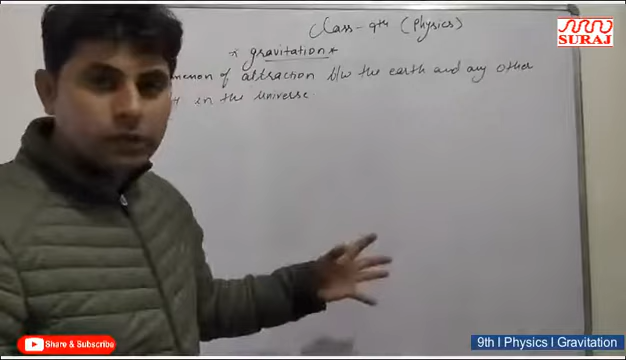 Class - 9th (Physics)
SURAJ
* gravitation *
of attraction b/w the earth and any other
in the universe.
Share & Subscribe
9th I Physics I Gravitation